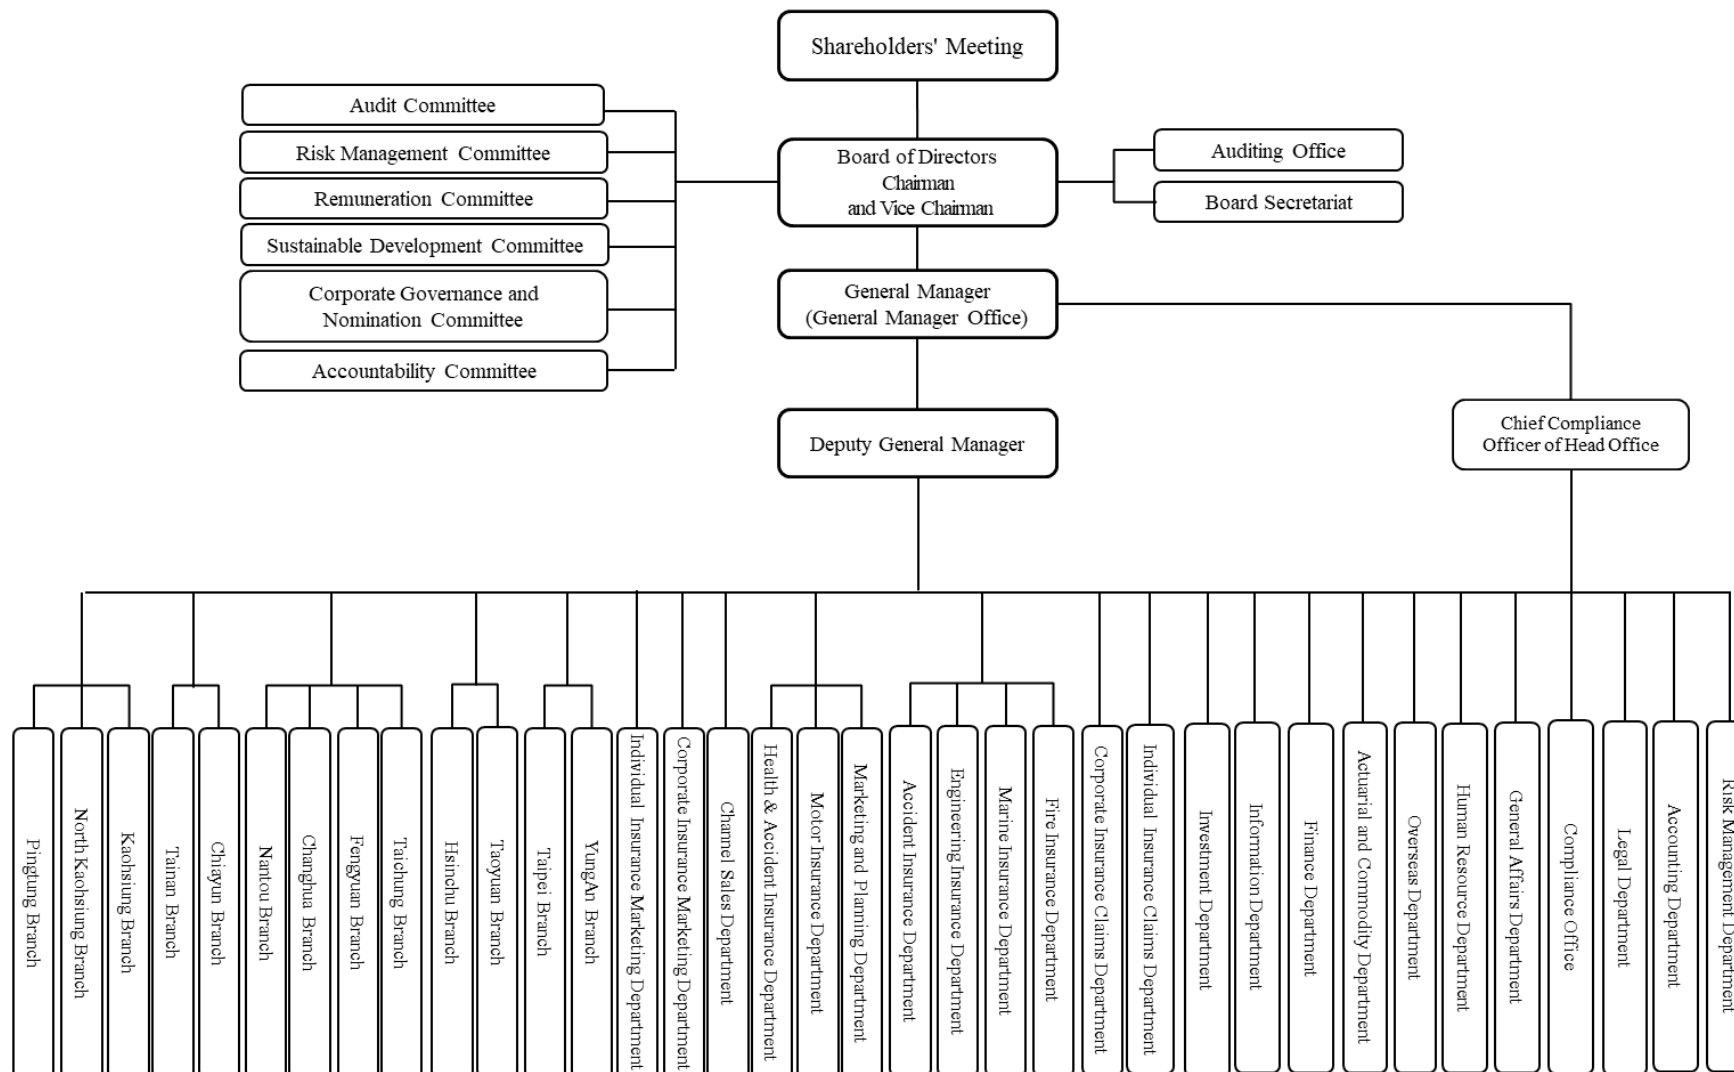 Shareholders' Meeting
Audit Committee
Risk Management Committee
Remuneration Committee
Sustainable Development Committee
Corporate Governance and
Nomination Committee
Accountability Committee
Board of Directors
Chairman
and Vice Chairman
Auditing Office
Board Secretariat
General Manager
(General Manager Office)
Deputy General Manager
Chief Compliance
Officer of Head Office
Pingtung Branch
North Kaohsiung Branch
Kaohsiung Branch
Tainan Branch
Chiayun Branch
Nantou Branch
Changhua Branch
Fengyuan Branch
Taichung Branch
Hsinchu Branch
Taoyuan Branch
Taipei Branch
YungAn Branch
Individual Insurance Marketing Department
Corporate Insurance Marketing Department
Channel Sales Department
Health & Accident Insurance Department
Motor Insurance Department
Marketing and Planning Department
Accident Insurance Department
Engineering Insurance Department
Marine Insurance Department
Fire Insurance Department
Corporate Insurance Claims Department
Individual Insurance Claims Department
Investment Department
Information Department
Finance Department
Actuarial and Commodity Department
Overseas Department
Human Resource Department
General Affairs Department
Compliance Office
Legal Department
Accounting Department
Risk Management Department